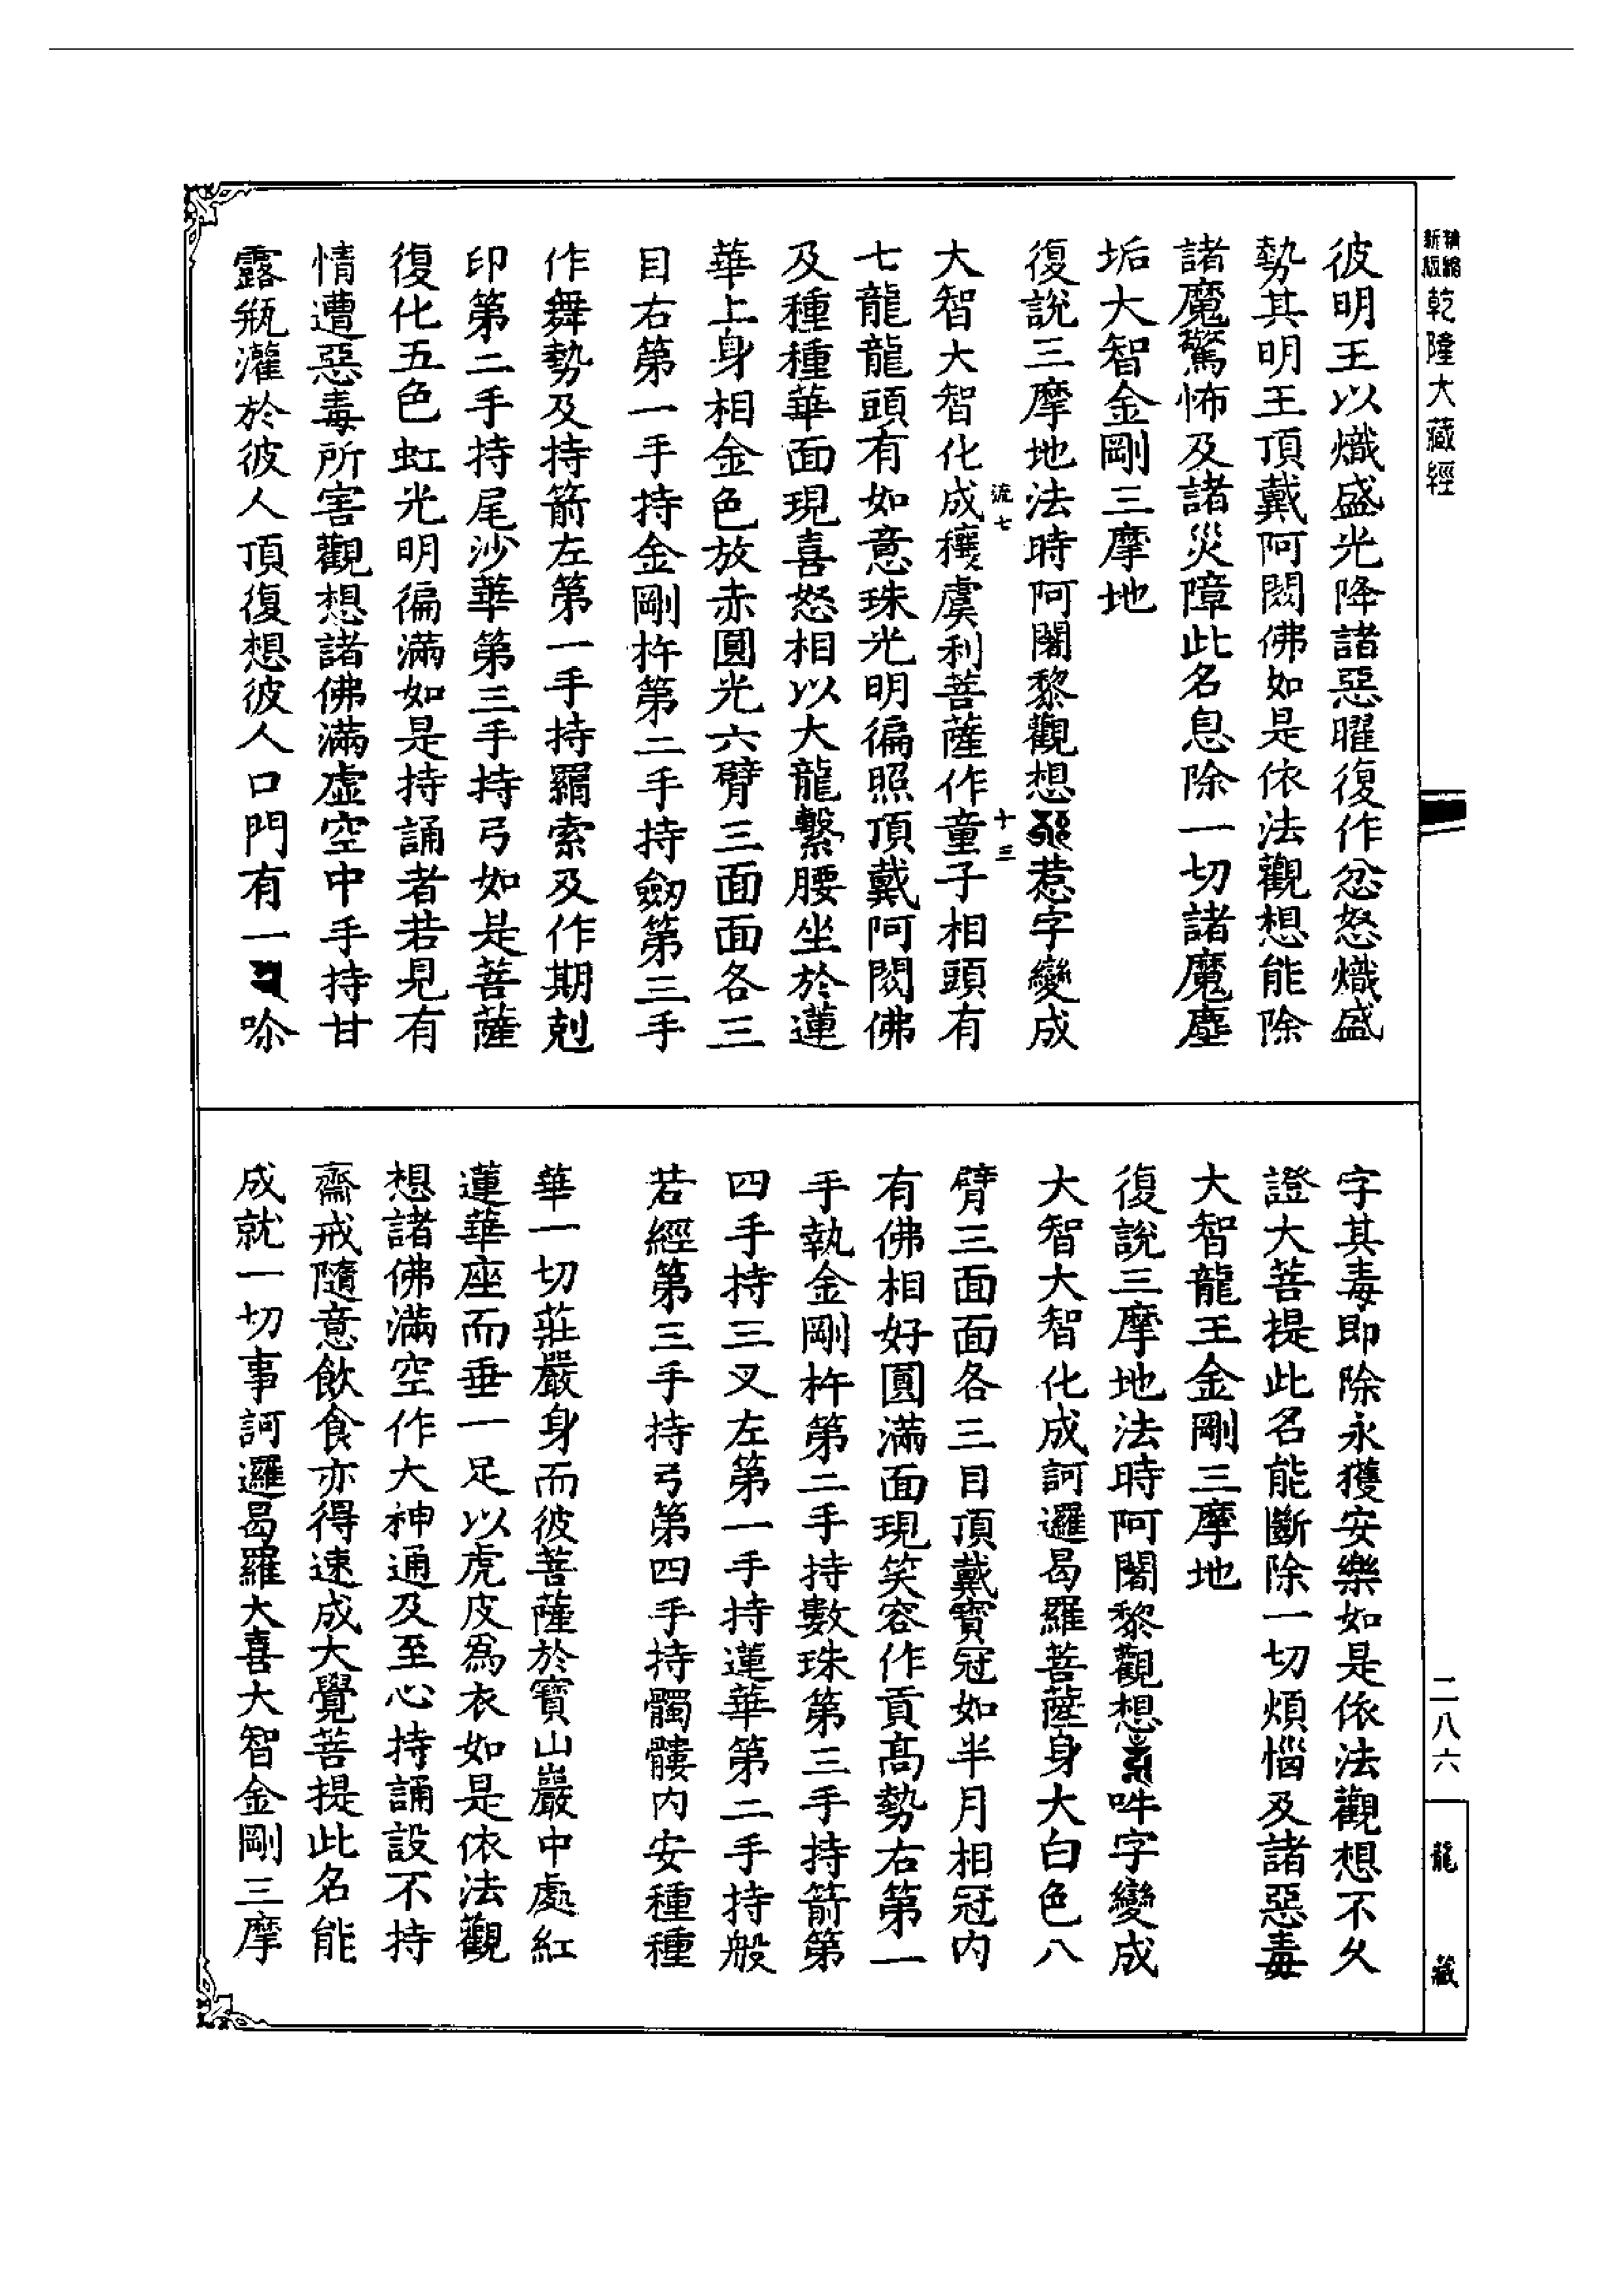 精縮新版乾隆大藏經
彼明王以熾盛光降諸惡曜復作忿怒熾盛
勢其明王頂戴阿閦佛如是依法觀想能除
諸魔驚怖及諸災障此名息除一切諸魔塵
垢大智金剛三摩地
復說三摩地法時阿闍黎觀想惹字變成
流七 十三
大智大智化成穰虞利菩薩作童子相頭有
七龍龍頭有如意珠光明徧照頂戴阿閦佛
及種種華面現喜怒相以大龍繫腰坐於蓮
華上身相金色放赤圓光六臂三面面各三
目右第一手持金剛杵第二手持劒第三手
作舞勢及持箭左第一手持羂索及作期剋
印第二手持尾沙華第三手持弓如是菩薩
復化五色虹光明徧滿如是持誦者若見有
情遭惡毒所害觀想諸佛滿虛空中手持甘
露瓶灌於彼人頂復想彼人口門有一唥
字其毒即除永獲安樂如是依法觀想不久
證大菩提此名能斷除一切煩惱及諸惡毒
大智龍王金剛三摩地
復說三摩地法時阿闍黎觀想吽字變成
大智大智化成訶邏曷羅菩薩身大白色八
臂三面面各三目頂戴寶冠如半月相冠內
有佛相好圓滿面現笑容作貢高勢右第一
手執金剛杵第二手持數珠第三手持箭第
四手持三叉左第一手持蓮華第二手持般
若經第三手持弓第四手持髑髏內安種種
華一切莊嚴身而彼菩薩於寶山巖中處紅
蓮華座而垂一足以虎皮爲衣如是依法觀
想諸佛滿空作大神通及至心持誦設不持
齋戒隨意飲食亦得速成大覺菩提此名能
成就一切事訶邏曷羅大喜大智金剛三摩
二八六
龍藏